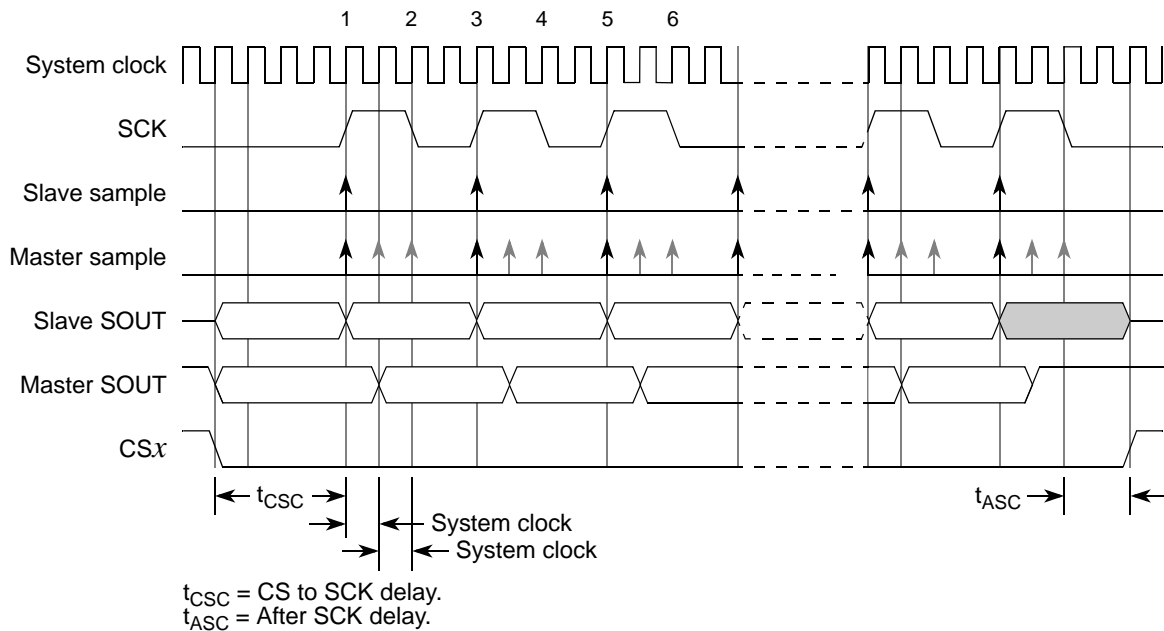 1 2 3 4 5 6
System clock
SCK
Slave sample
Master sample
Slave SOUT
Master SOUT
CSx
tCSC
tASC
System clock
System clock
tCSC = CS to SCK delay.
tASC = After SCK delay.